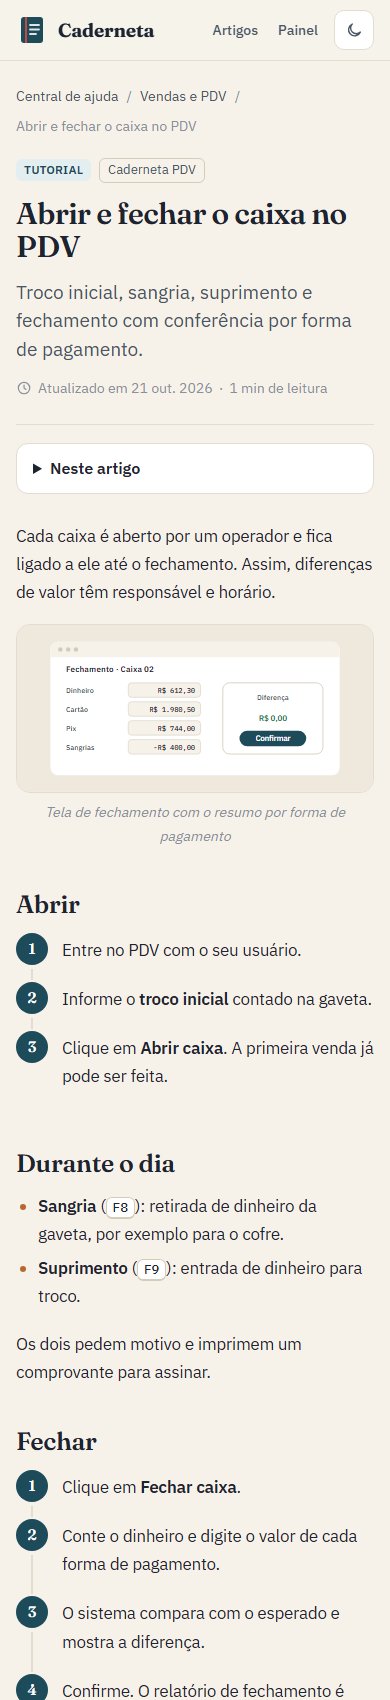 Caderneta
Artigos
Painel
Central de ajuda / Vendas e PDV /
Abrir e fechar o caixa no PDV
TUTORIAL
Caderneta PDV
Abrir e fechar o caixa no
PDV
Troco inicial, sangria, suprimento e
fechamento com conferência por forma
de pagamento.
Atualizado em 21 out. 2026 · 1 min de leitura
Neste artigo
Cada caixa é aberto por um operador e fica
ligado a ele até o fechamento. Assim, diferenças
de valor têm responsável e horário.
Fechamento · Caixa 02
Dinheiro R$ 612,30
Cartão R$ 1.980,50
Pix R$ 744,00
Sangrias -R$ 400,00
Diferença
R$ 0,00
Confirmar
Tela de fechamento com o resumo por forma de
pagamento
Abrir
1 Entre no PDV com o seu usuário.
2 Informe o troco inicial contado na gaveta.
3 Clique em Abrir caixa. A primeira venda já
pode ser feita.
Durante o dia
• Sangria (F8): retirada de dinheiro da
gaveta, por exemplo para o cofre.
• Suprimento (F9): entrada de dinheiro para
troco.
Os dois pedem motivo e imprimem um
comprovante para assinar.
Fechar
1 Clique em Fechar caixa.
2 Conte o dinheiro e digite o valor de cada
forma de pagamento.
3 O sistema compara com o esperado e
mostra a diferença.
4 Confirme. O relatório de fechamento é